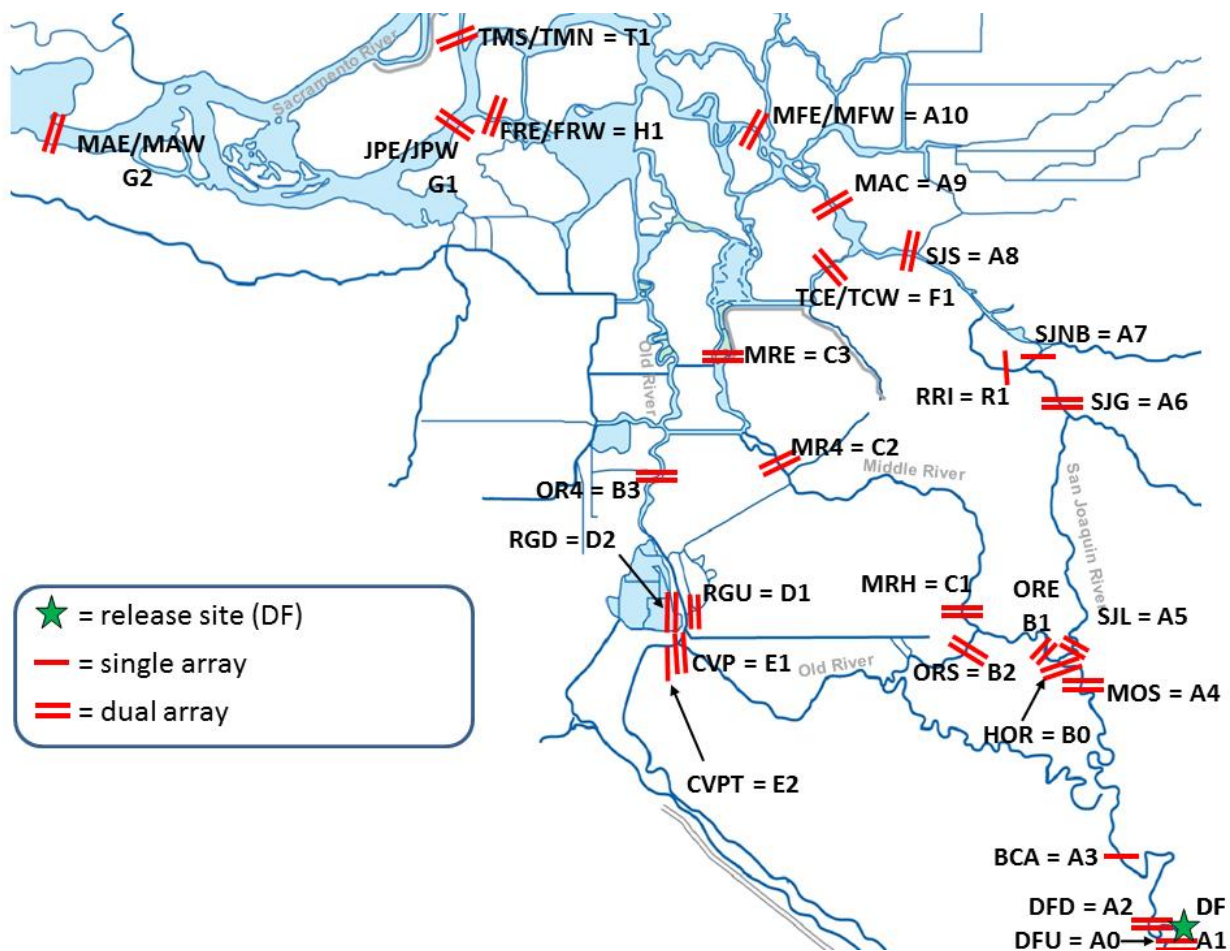 TMS/TMN = T1
Sacramento River
MAE/MAW
G2
JPE/JPW
G1
FRE/FRW = H1
MFE/MFW = A10
MAC = A9
SJS = A8
TCE/TCW = F1
SJNB = A7
Old River
MRE = C3
RRI = R1
SJG = A6
MR4 = C2
Middle River
San Joaquin River
OR4 = B3
RGD = D2
RGU = D1
MRH = C1
ORE
B1
SJL = A5
CVP = E1
Old River
ORS = B2
MOS = A4
HOR = B0
CVPT = E2
= release site (DF)
= single array
= dual array
BCA = A3
DFD = A2
DF
DFU = A0
A1